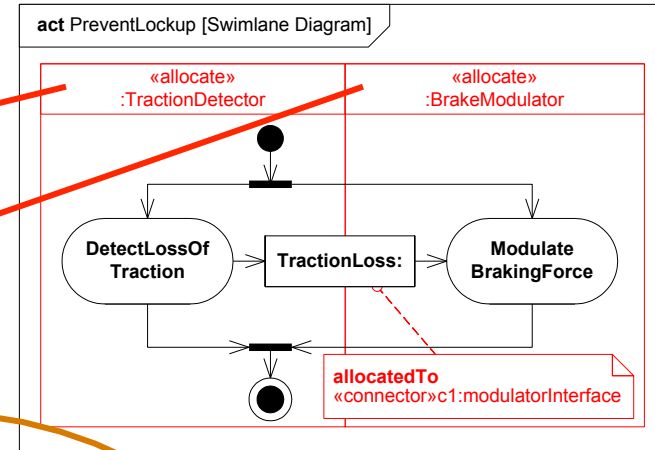 act PreventLockup [Swimlane Diagram]
«allocate»
:TractionDetector
«allocate»
:BrakeModulator
DetectLossOf
Traction
TractionLoss:
Modulate
BrakingForce
allocatedTo
«connector»c1:modulatorInterface